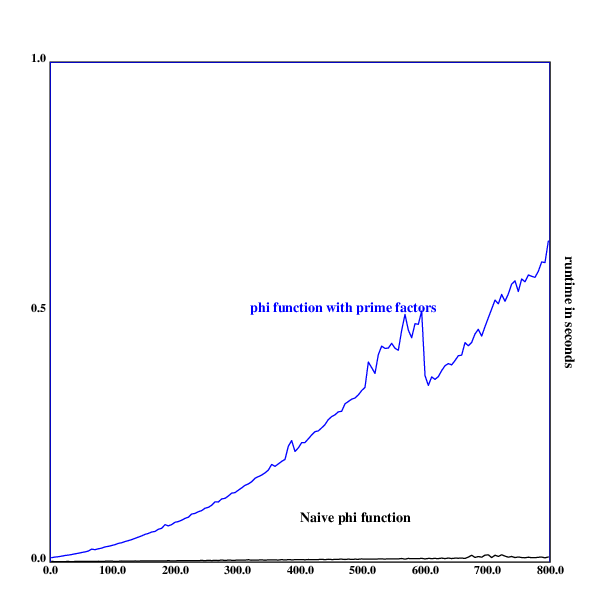 1.0
phi function with prime factors
0.5
runtime in seconds
Naive phi function
0.0
0.0 100.0 200.0 300.0 400.0 500.0 600.0 700.0 800.0